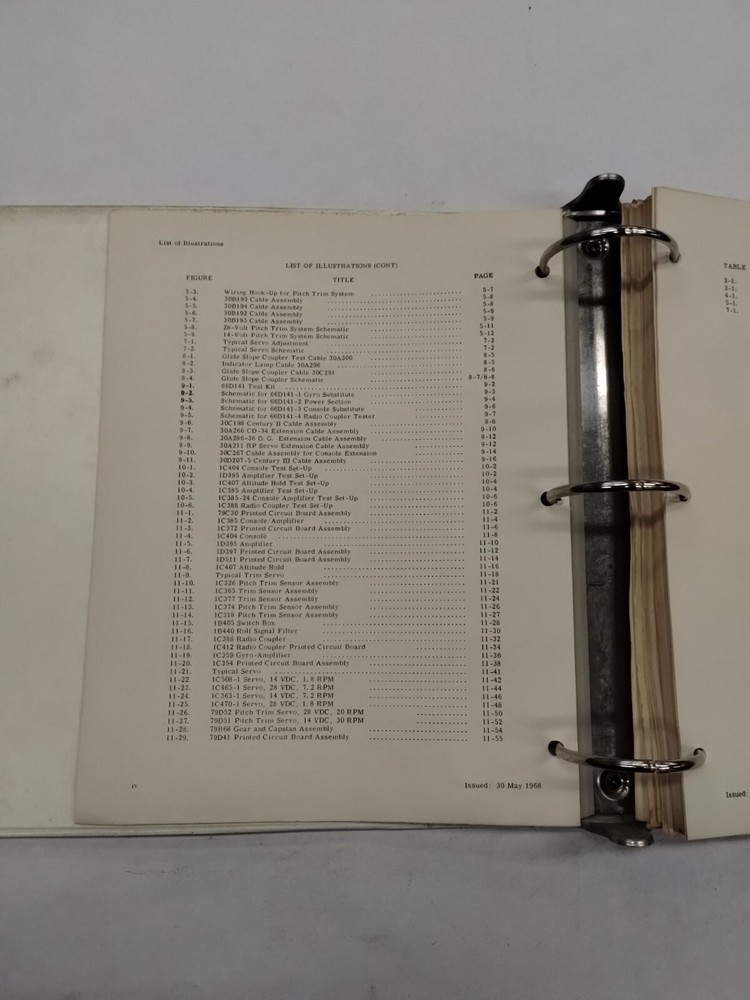 List of Illustrations
LIST OF ILLUSTRATIONS (CONT)
FIGURE TITLE PAGE
5-3. Wiring Hook-Up for Pitch Trim System 5-7
5-4. 30B193 Cable Assembly 5-8
5-5. 30B194 Cable Assembly 5-8
5-6. 30B192 Cable Assembly 5-9
5-7. 30B195 Cable Assembly 5-9
5-8. 28-Volt Pitch Trim System Schematic 5-11
5-9. 14-Volt Pitch Trim System Schematic 5-12
7-1. Typical Servo Adjustment 7-2
7-2. Typical Servo Schematic 7-2
8-1. Glide Slope Coupler Test Cable 30A300 8-5
8-2. Indicator Lamp Cable 30A296 8-5
8-3. Glide Slope Coupler Cable 30C291 8-6
8-4. Glide Slope Coupler Schematic 8-7/8-8
9-1. 66D141 Test Kit 9-2
9-2. Schematic for 66D141-1 Gyro Substitute 9-3
9-3. Schematic for 66D141-2 Power Section 9-4
9-4. Schematic for 66D141-3 Console Substitute 9-6
9-5. Schematic for 66D141-4 Radio Coupler Tester 9-7
9-6. 30C198 Century II Cable Assembly 9-8
9-7. 30A266 CD-34 Extension Cable Assembly 9-10
9-8. 30A286-36 D.G. Extension Cable Assembly 9-12
9-9. 30A211 RP Servo Extension Cable Assembly 9-12
9-10. 30C267 Cable Assembly for Console Extension 9-14
9-11. 30D207-5 Century III Cable Assembly 9-16
10-1. 1C404 Console Test Set-Up 10-2
10-2. 1D395 Amplifier Test Set-Up 10-2
10-3. 1C407 Altitude Hold Test Set-Up 10-4
10-4. 1C385 Amplifier Test Set-Up 10-4
10-5. 1C385-24 Console Amplifier Test Set-Up 10-6
10-6. 1C388 Radio Coupler Test Set-Up 10-6
11-1. 79C30 Printed Circuit Board Assembly 11-2
11-2. 1C385 Console/Amplifier 11-4
11-3. 1C372 Printed Circuit Board Assembly 11-6
11-4. 1C404 Console 11-8
11-5. 1D395 Amplifier 11-10
11-6. 1D397 Printed Circuit Board Assembly 11-12
11-7. 1D511 Printed Circuit Board Assembly 11-14
11-8. 1C407 Altitude Hold 11-16
11-9. Typical Trim Servo 11-18
11-10. 1C326 Pitch Trim Sensor Assembly 11-21
11-11. 1C365 Trim Sensor Assembly 11-22
11-12. 1C377 Trim Sensor Assembly 11-24
11-13. 1C374 Pitch Trim Sensor Assembly 11-26
11-14. 1C318 Pitch Trim Sensor Assembly 11-27
11-15. 1B405 Switch Box 11-28
11-16. 1B440 Roll Signal Filter 11-30
11-17. 1C388 Radio Coupler 11-32
11-18. 1C412 Radio Coupler Printed Circuit Board 11-34
11-19. 1C359 Gyro-Amplifier 11-36
11-20. 1C354 Printed Circuit Board Assembly 11-38
11-21. Typical Servo 11-41
11-22. 1C508-1 Servo, 14 VDC, 1.8 RPM 11-42
11-23. 1C465-1 Servo, 28 VDC, 7.2 RPM 11-44
11-24. 1C363-1 Servo, 14 VDC, 7.2 RPM 11-46
11-25. 1C470-1 Servo, 28 VDC, 1.8 RPM 11-48
11-26. 79D52 Pitch Trim Servo, 28 VDC, 20 RPM 11-50
11-27. 79D51 Pitch Trim Servo, 14 VDC, 30 RPM 11-52
11-28. 79B68 Gear and Capstan Assembly 11-54
11-29. 79D41 Printed Circuit Board Assembly 11-55
iv Issued: 30 May 1968
TABLE
2-1.
3-1.
4-1.
5-1.
7-1.
Issued: